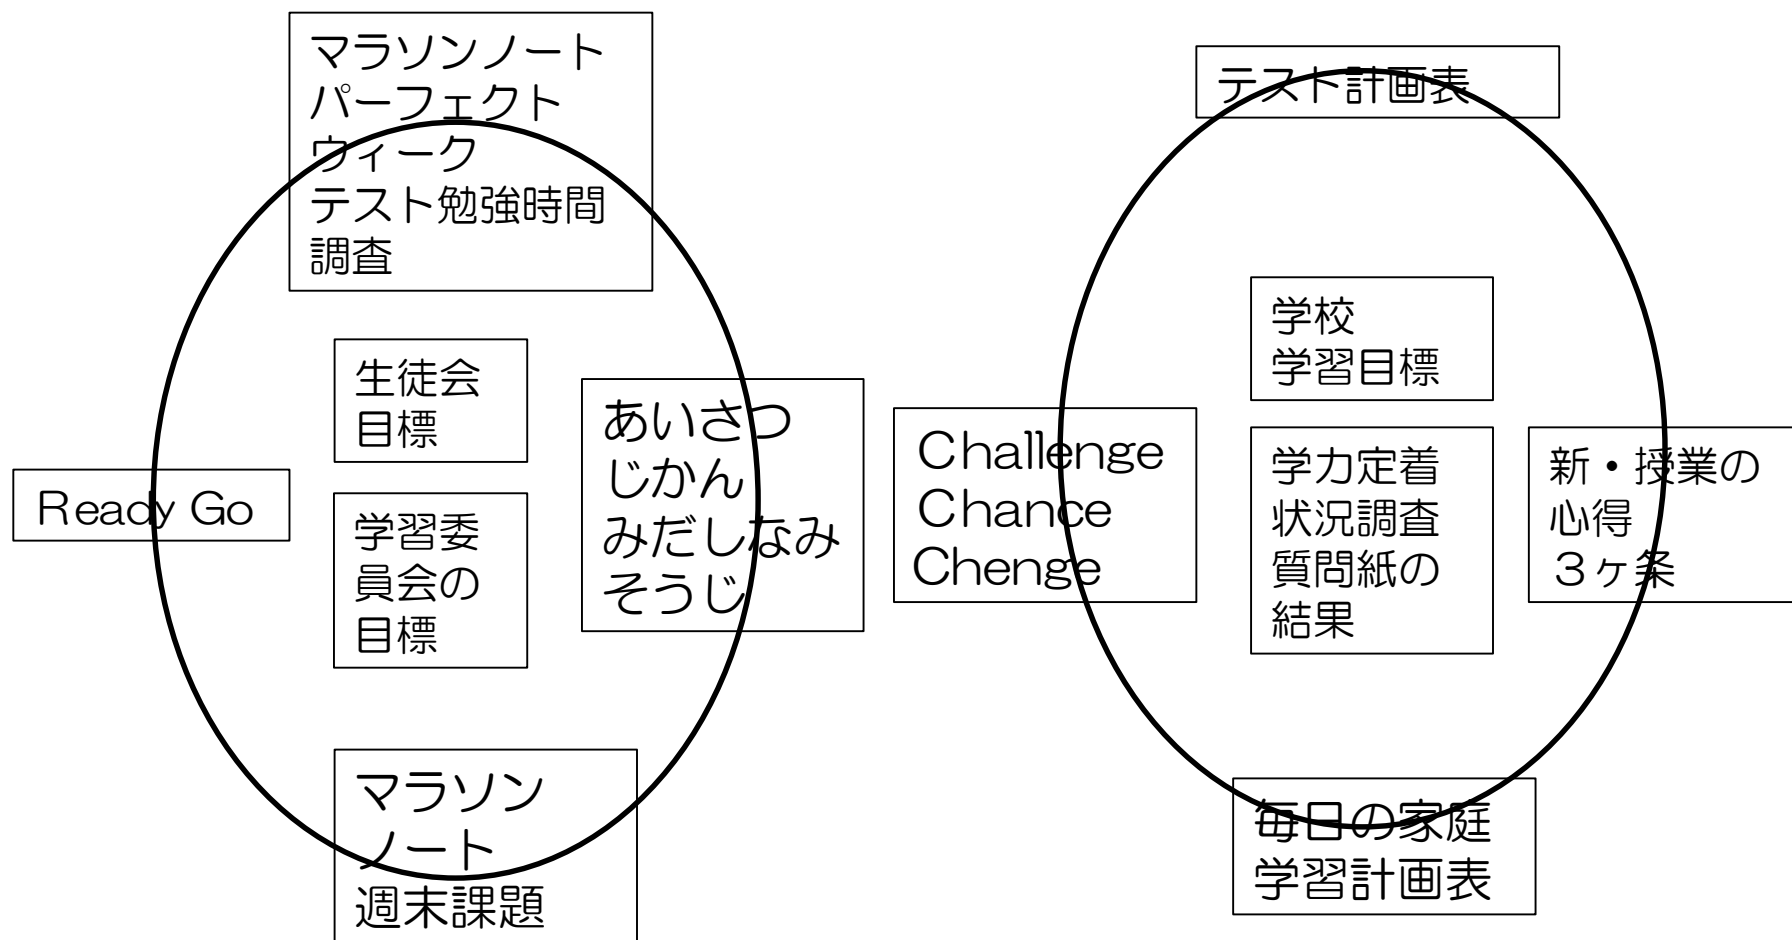 マラソンノート
パーフェクト
ウィーク
テスト勉強時間
調査
生徒会
目標
Ready Go
学習委
員会の
目標
あいさつ
じかん
みだしなみ
そうじ
マラソン
ノート
週末課題
テスト計画表
学校
学習目標
Challenge
Chance
Chenge
学力定着
状況調査
質問紙の
結果
新・授業の
心得
３ヶ条
毎日の家庭
学習計画表